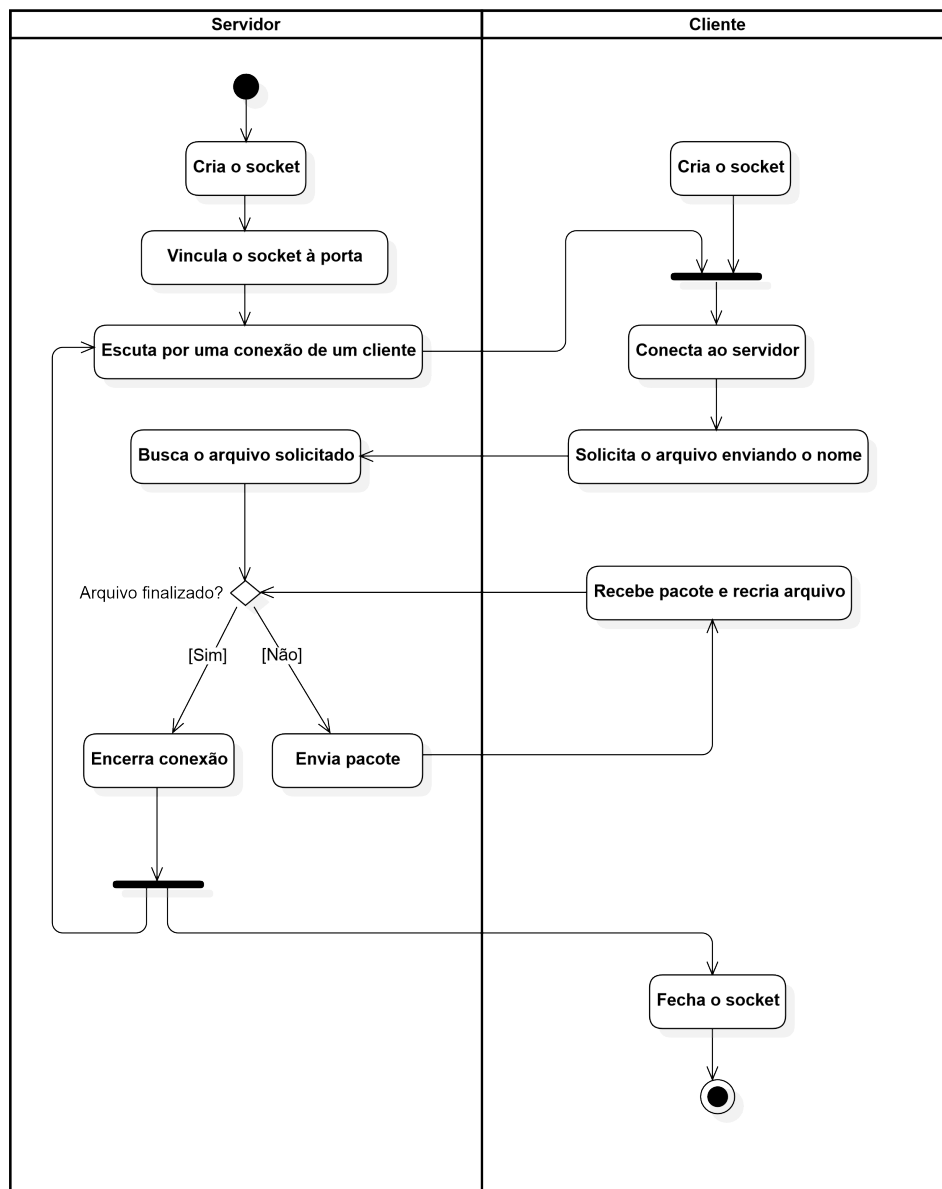 Servidor
Cliente
Cria o socket
Cria o socket
Vincula o socket à porta
Escuta por uma conexão de um cliente
Conecta ao servidor
Busca o arquivo solicitado
Solicita o arquivo enviando o nome
Arquivo finalizado?
Recebe pacote e recria arquivo
[Sim]
[Não]
Encerra conexão
Envia pacote
Fecha o socket